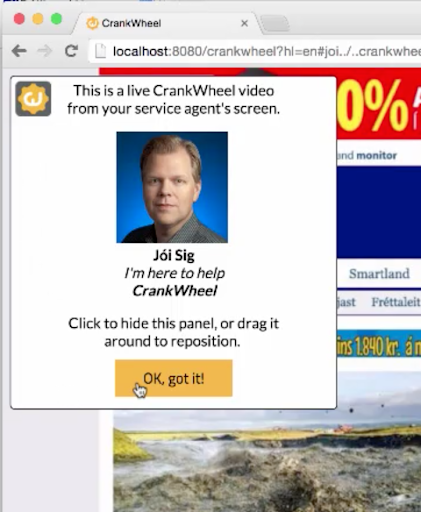 CrankWheel
localhost:8080/crankwheel?hl=en#joi../..crankwhee
This is a live CrankWheel video
from your service agent's screen.
Jói Sig
I'm here to help
CrankWheel
Click to hide this panel, or drag it
around to reposition.
OK, got it!
0%
and monitor
Smartland
jast Fréttaleit
ins 1.840 kr. á m